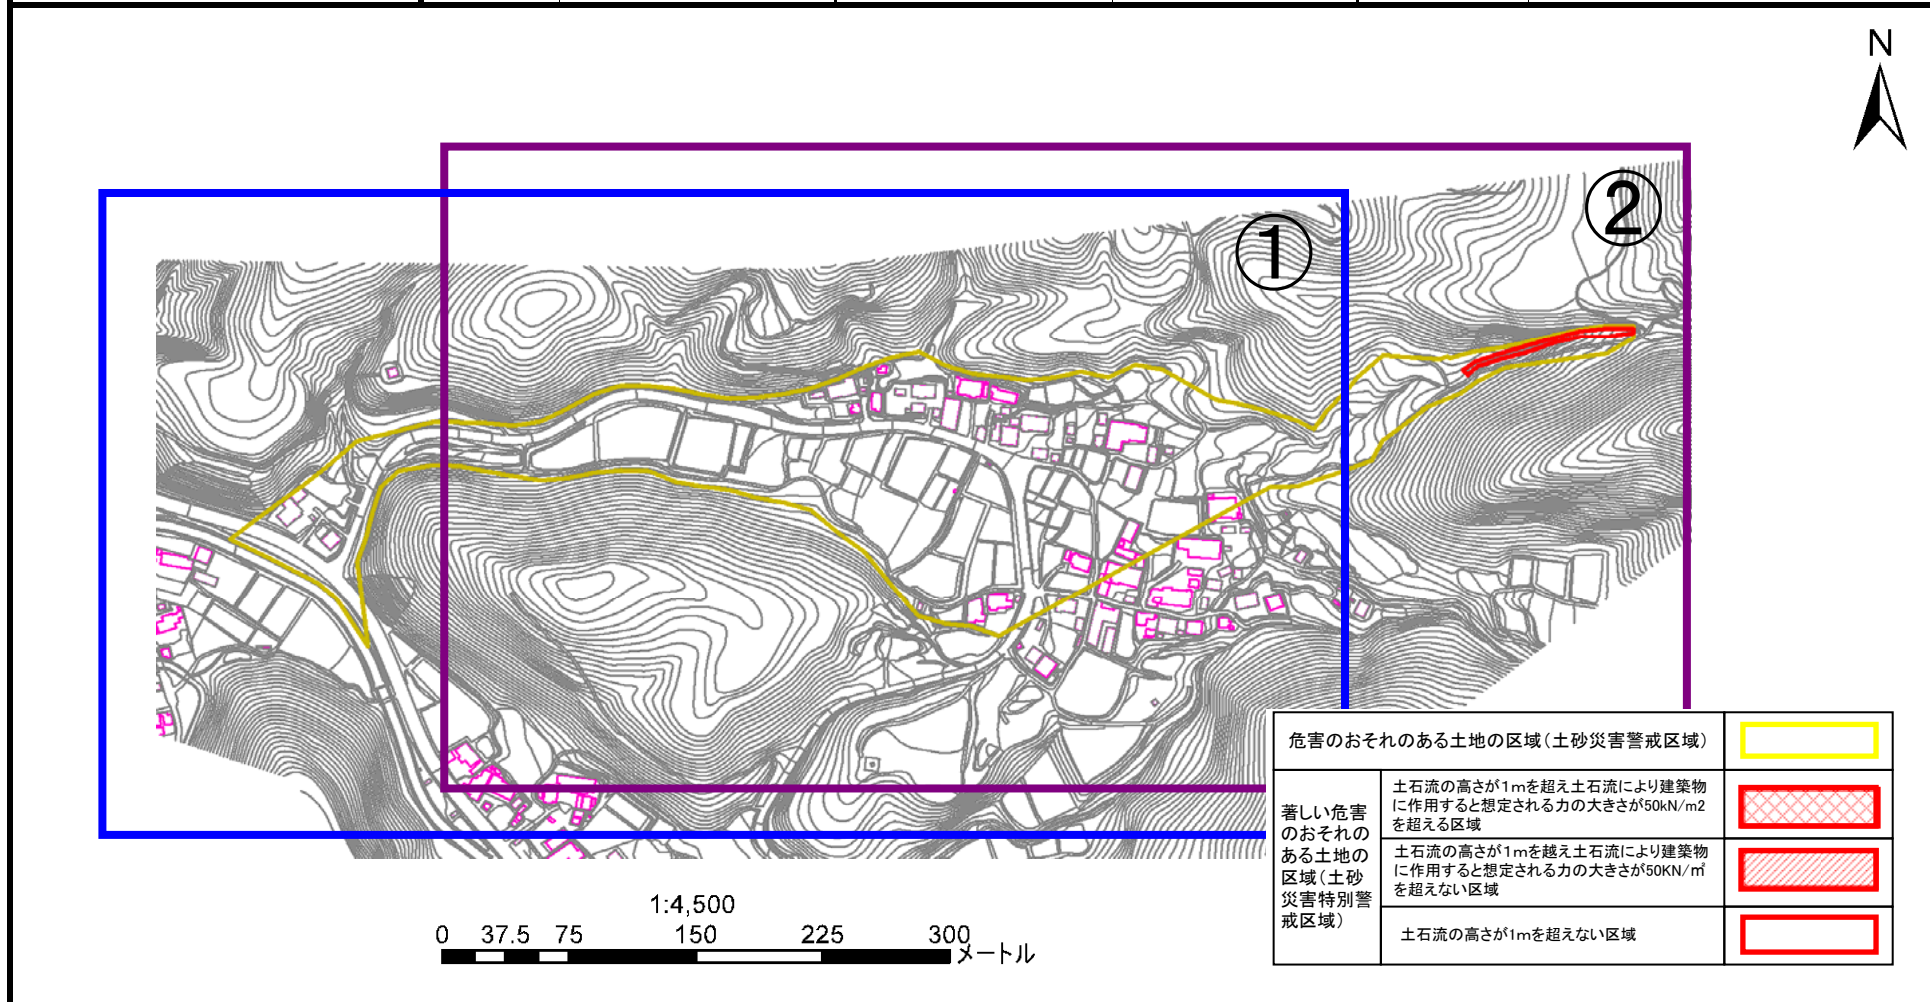 N
②
①
危害のおそれのある土地の区域(土砂災害警戒区域)
著しい危害
のおそれの
ある土地の
区域(土砂
災害特別警
戒区域)
土石流の高さが1mを超え土石流により建築物
に作用すると想定される力の大きさが50kN/m2
を超える区域
土石流の高さが1mを越え土石流により建築物
に作用すると想定される力の大きさが50KN/㎡
を超えない区域
土石流の高さが1mを超えない区域
1:4,500
0 37.5 75 150 225 300
メートル